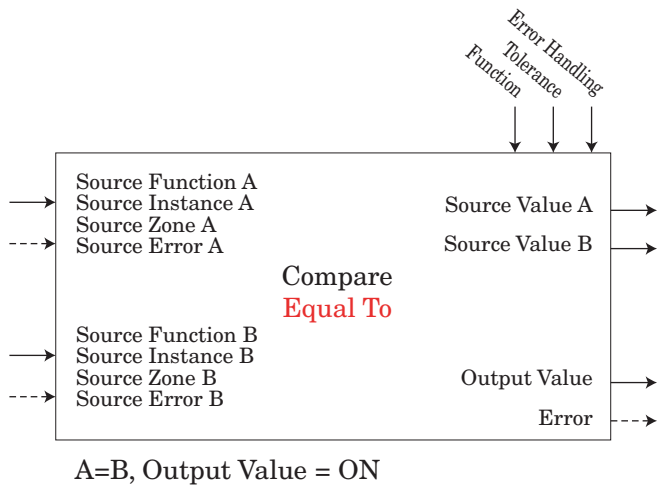 Error Handling
Tolerance
Function
Source Function A
Source Instance A
Source Zone A
Source Error A
Source Value A
Source Value B
Compare
Equal To
Source Function B
Source Instance B
Source Zone B
Source Error B
Output Value
Error
A=B, Output Value = ON